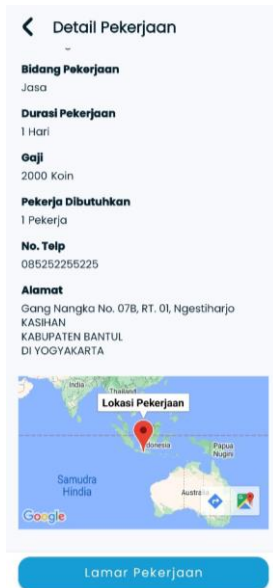 Detail Pekerjaan
Bidang Pekerjaan
Jasa
Durasi Pekerjaan
1 Hari
Gaji
2000 Koin
Pekerja Dibutuhkan
1 Pekerja
No. Telp
085252255225
Alamat
Gang Nangka No. 07B, RT. 01, Ngestiharjo
KASIHAN
KABUPATEN BANTUL
DI YOGYAKARTA
India
Thailand
Lokasi Pekerjaan
Indonesia
Papua
Nugini
Samudra
Hindia
Australia
Google
Lamar Pekerjaan